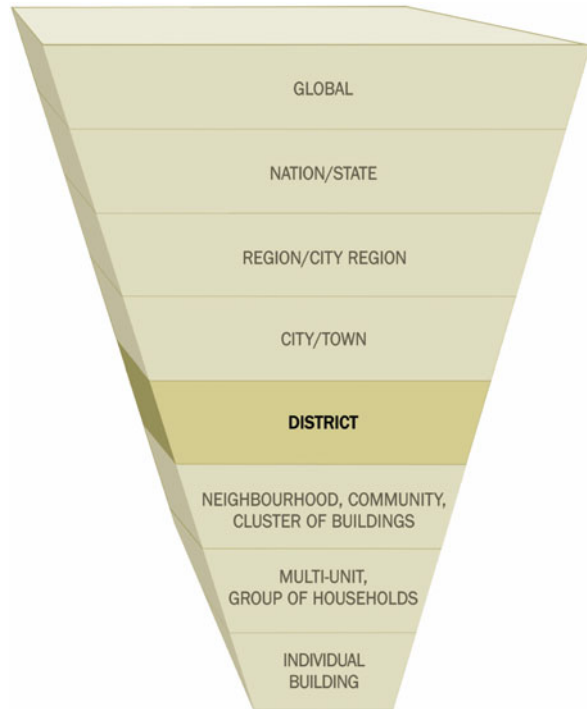 GLOBAL
NATION/STATE
REGION/CITY REGION
CITY/TOWN
DISTRICT
NEIGHBOURHOOD, COMMUNITY,
CLUSTER OF BUILDINGS
MULTI-UNIT,
GROUP OF HOUSEHOLDS
INDIVIDUAL
BUILDING